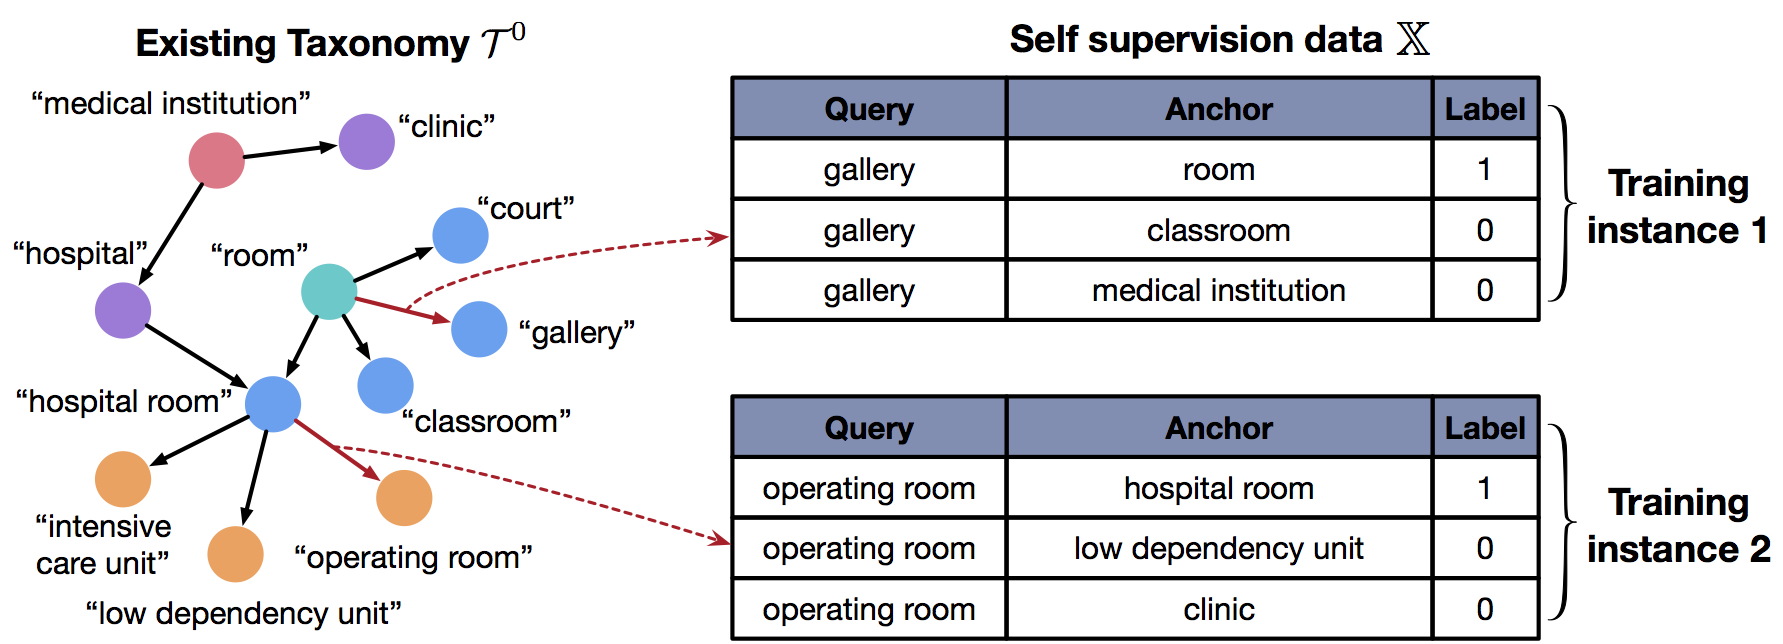 Existing Taxonomy 𝒯⁰
“medical institution”
“clinic”
“court”
“hospital”
“room”
“gallery”
“hospital room”
“classroom”
“intensive
care unit”
“operating room”
“low dependency unit”
Self supervision data 𝕏
Query Anchor Label
gallery room 1
gallery classroom 0
gallery medical institution 0
Training
instance 1
Query Anchor Label
operating room hospital room 1
operating room low dependency unit 0
operating room clinic 0
Training
instance 2